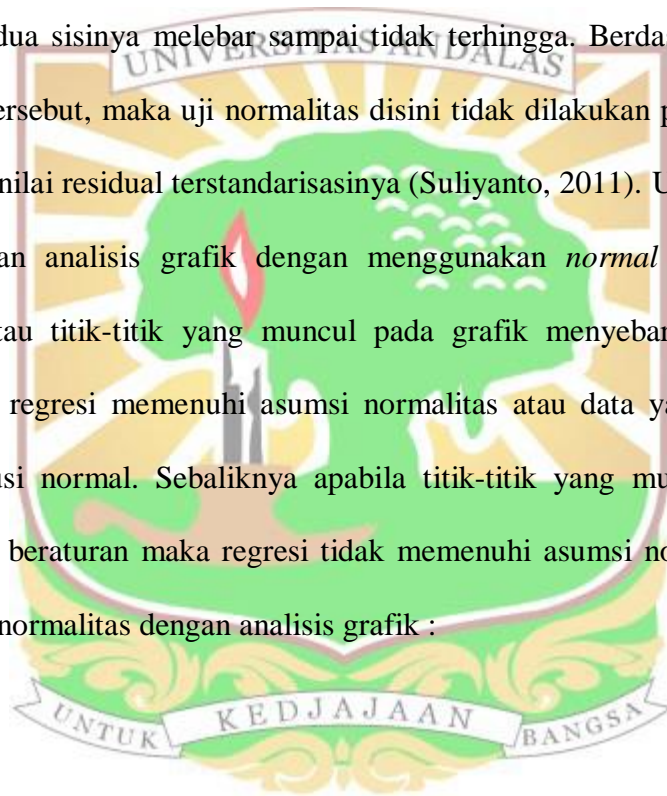 dua sisinya melebar sampai tidak terhingga. Berdas
UNIVERSITAS ANDALAS
ersebut, maka uji normalitas disini tidak dilakukan p
nilai residual terstandarisasinya (Suliyanto, 2011). U
an analisis grafik dengan menggunakan normal
tau titik-titik yang muncul pada grafik menyebar
regresi memenuhi asumsi normalitas atau data ya
usi normal. Sebaliknya apabila titik-titik yang mu
beraturan maka regresi tidak memenuhi asumsi no
normalitas dengan analisis grafik :
UNTUK KEDJAJAAN BANGSA